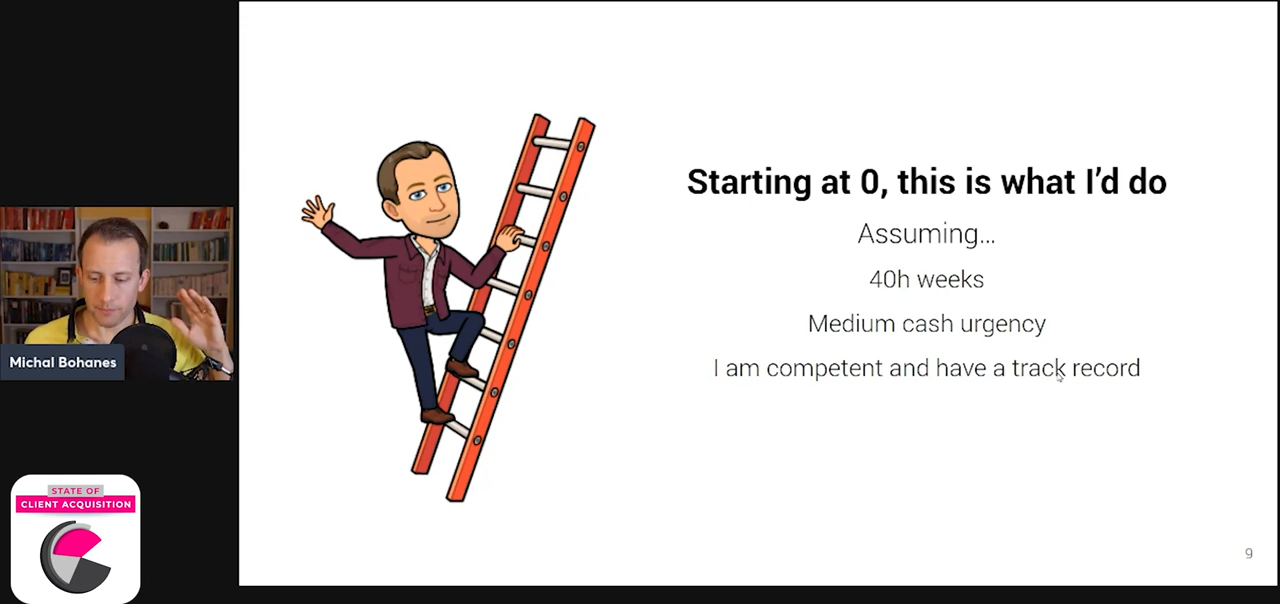 Starting at 0, this is what I’d do
Assuming…
40h weeks
Medium cash urgency
I am competent and have a track record
Michal Bohanes
STATE OF
CLIENT ACQUISITION
9